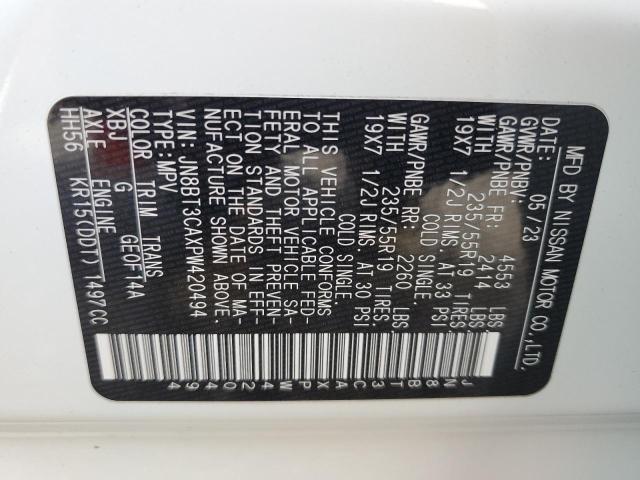 MFD BY NISSAN MOTOR CO.,LTD.
DATE: 05/23
GVWR/PNBV: 4553 LBS.
GAWR/PNBE FR: 2414 LBS.
235/55R19 TIRES WITH
19X7 1/2J RIMS. AT 33 PSI
COLD SINGLE
GAWR/PNBE RR: 2260 LBS.
235/55R19 TIRES WITH
19X7 1/2J RIMS. AT 30 PSI
COLD SINGLE
THIS VEHICLE CONFORMS
TO ALL APPLICABLE FED-
ERAL MOTOR VEHICLE SA-
FETY AND THEFT PREVEN-
TION STANDARDS IN EFF-
ECT ON THE DATE OF MA-
NUFACTURE SHOWN ABOVE.
VIN: JN8BT3CAXPW420494
TYPE: MPV
COLOR TRIM TRANS
XBJ G GE0F14A
AXLE ENGINE
HH56 KR15(DDT) 1497CC
JN8BT3CAXPW420494